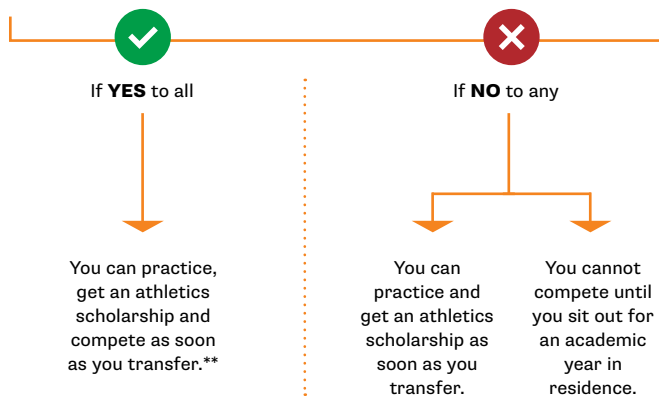 If YES to all
If NO to any
You can practice,
get an athletics
scholarship and
compete as soon
as you transfer.**
You can
practice and
get an athletics
scholarship as
soon as you
transfer.
You cannot
compete until
you sit out for
an academic
year in
residence.